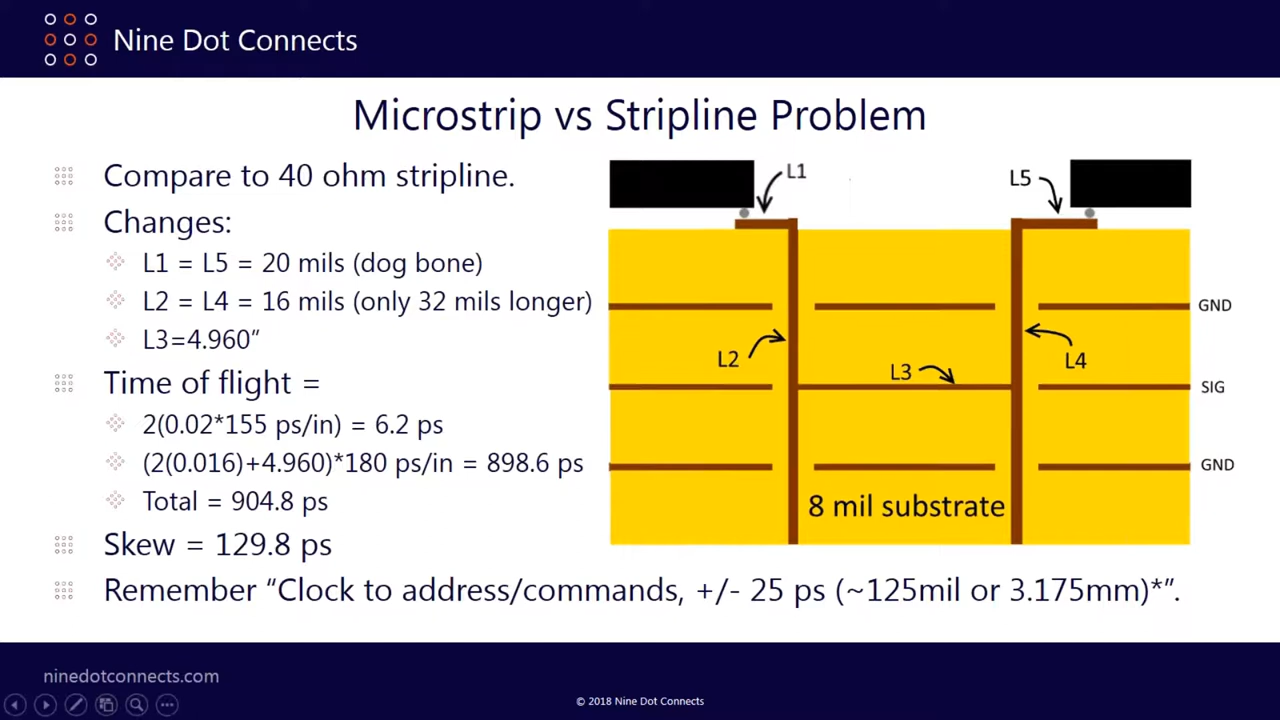 Nine Dot Connects
Microstrip vs Stripline Problem
Compare to 40 ohm stripline.
Changes:
L1 = L5 = 20 mils (dog bone)
L2 = L4 = 16 mils (only 32 mils longer)
L3=4.960”
Time of flight =
2(0.02*155 ps/in) = 6.2 ps
(2(0.016)+4.960)*180 ps/in = 898.6 ps
Total = 904.8 ps
Skew = 129.8 ps
Remember “Clock to address/commands, +/- 25 ps (~125mil or 3.175mm)*”.
L1
L5
GND
L2
L4
L3
SIG
GND
8 mil substrate
ninedotconnects.com
© 2018 Nine Dot Connects